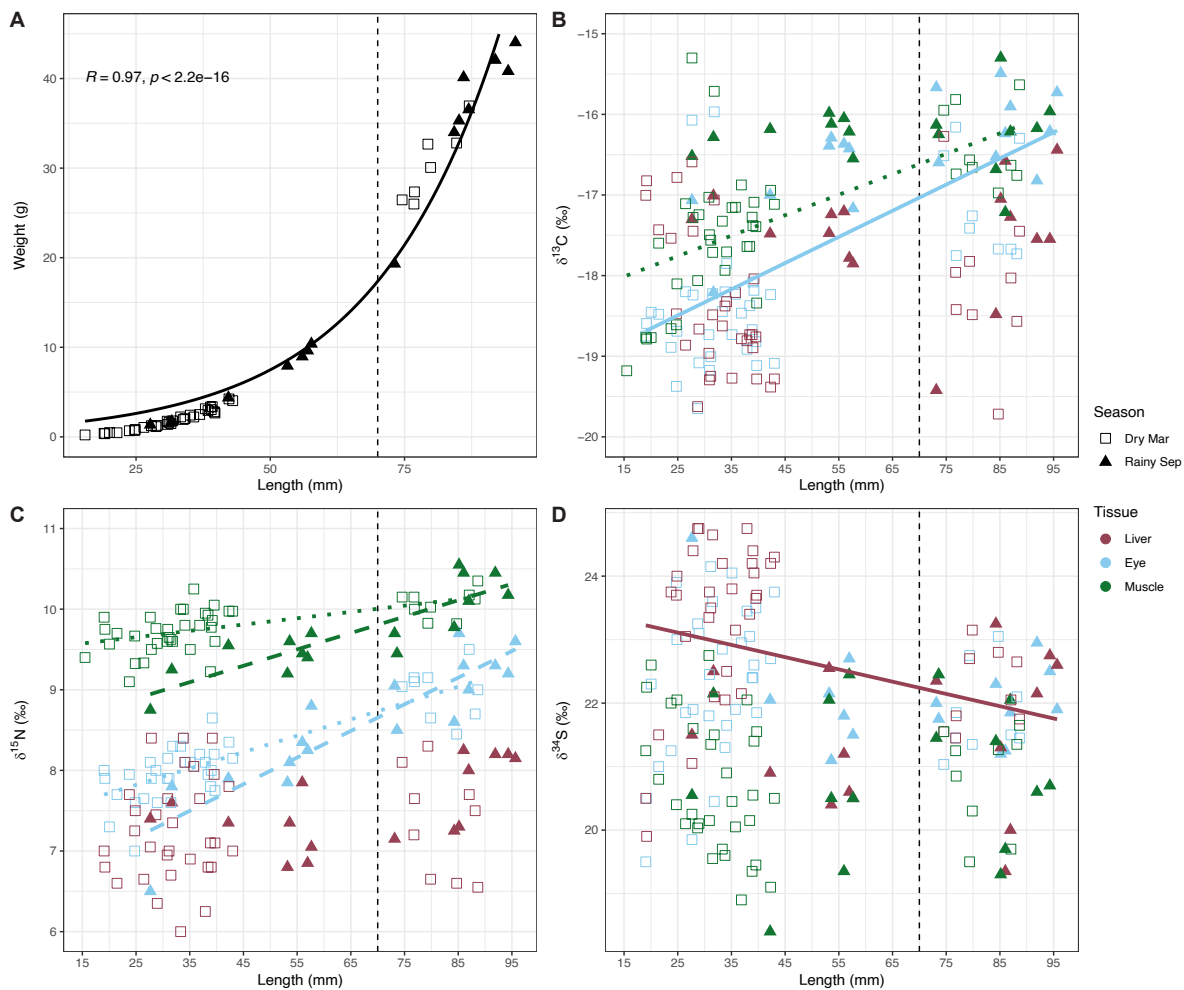 A
R = 0.97, p < 2.2e−16
Weight (g)
40
30
20
10
0
25
50
75
Length (mm)
B
δ13C (‰)
−15
−16
−17
−18
−19
−20
15
25
35
45
55
65
75
85
95
Length (mm)
Season
Dry Mar
Rainy Sep
Tissue
Liver
Eye
Muscle
C
δ15N (‰)
11
10
9
8
7
6
15
25
35
45
55
65
75
85
95
Length (mm)
D
δ34S (‰)
24
22
20
15
25
35
45
55
65
75
85
95
Length (mm)